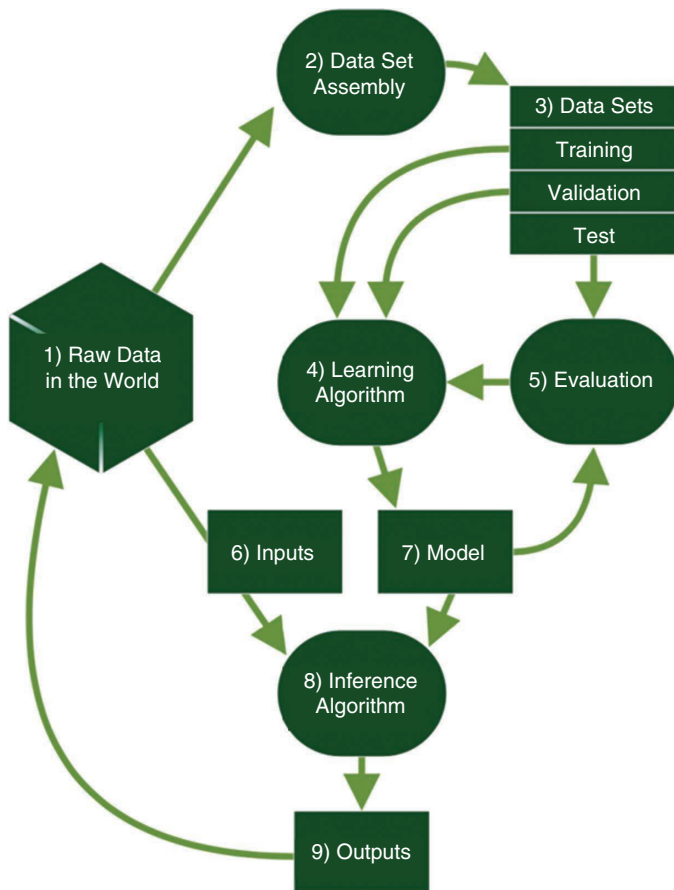 2) Data Set
Assembly
3) Data Sets
Training
Validation
Test
1) Raw Data
in the World
4) Learning
Algorithm
5) Evaluation
6) Inputs
7) Model
8) Inference
Algorithm
9) Outputs